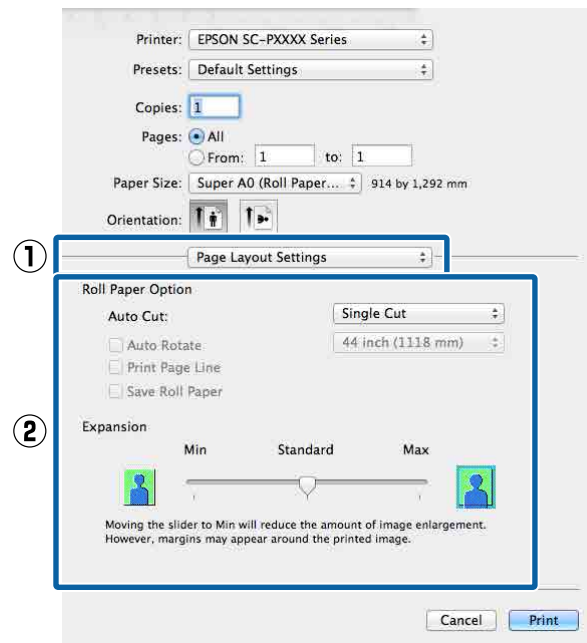 Printer: EPSON SC-PXXXX Series
Presets: Default Settings
Copies: 1
Pages: All
From: 1 to: 1
Paper Size: Super A0 (Roll Paper... 914 by 1,292 mm
Orientation:
1 Page Layout Settings
Roll Paper Option
Auto Cut: Single Cut
Auto Rotate 44 inch (1118 mm)
Print Page Line
Save Roll Paper
2 Expansion
Min Standard Max
Moving the slider to Min will reduce the amount of image enlargement.
However, margins may appear around the printed image.
Cancel Print